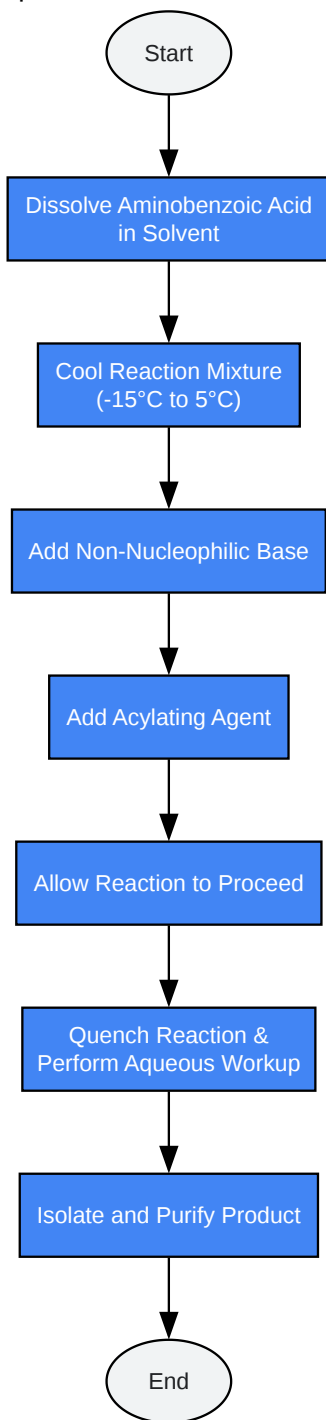 Start
Dissolve Aminobenzoic Acid
in Solvent
Cool Reaction Mixture
(-15°C to 5°C)
Add Non-Nucleophilic Base
Add Acylating Agent
Allow Reaction to Proceed
Quench Reaction &
Perform Aqueous Workup
Isolate and Purify Product
End